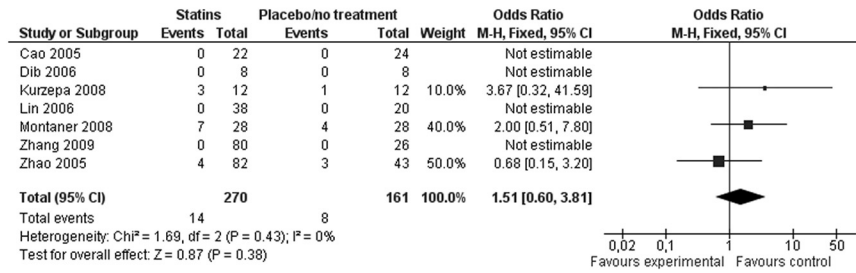 Statins Placebo/no treatment Odds Ratio Odds Ratio
Study or Subgroup Events Total Events Total Weight M-H, Fixed, 95% CI M-H, Fixed, 95% CI
Cao 2005 0 22 0 24 Not estimable
Dib 2006 0 8 0 8 Not estimable
Kurzepa 2008 3 12 1 12 10.0% 3.67 [0.32, 41.59]
Lin 2006 0 38 0 20 Not estimable
Montaner 2008 7 28 4 28 40.0% 2.00 [0.51, 7.80]
Zhang 2009 0 80 0 26 Not estimable
Zhao 2005 4 82 3 43 50.0% 0.68 [0.15, 3.20]
Total (95% CI) 270 161 100.0% 1.51 [0.60, 3.81]
Total events 14 8
Heterogeneity: Chi² = 1.69, df = 2 (P = 0.43); I² = 0%
Test for overall effect: Z = 0.87 (P = 0.38)
0,02 0,1 1 10 50
Favours experimental Favours control